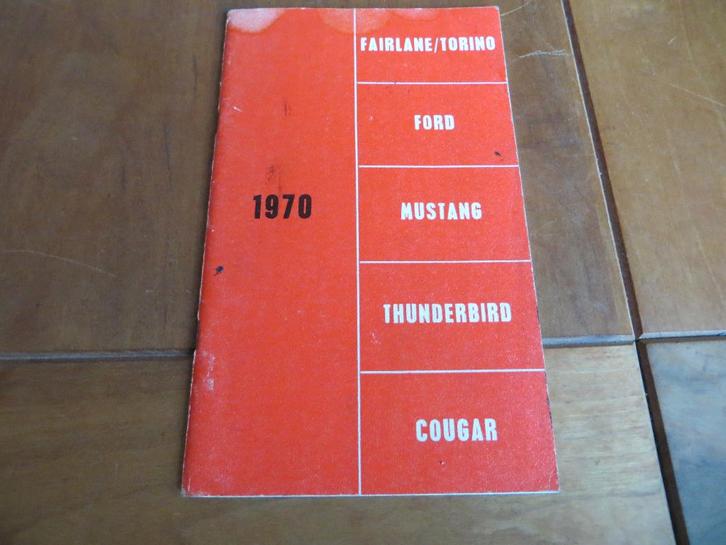 1970
FAIRLANE/TORINO
FORD
MUSTANG
THUNDERBIRD
COUGAR